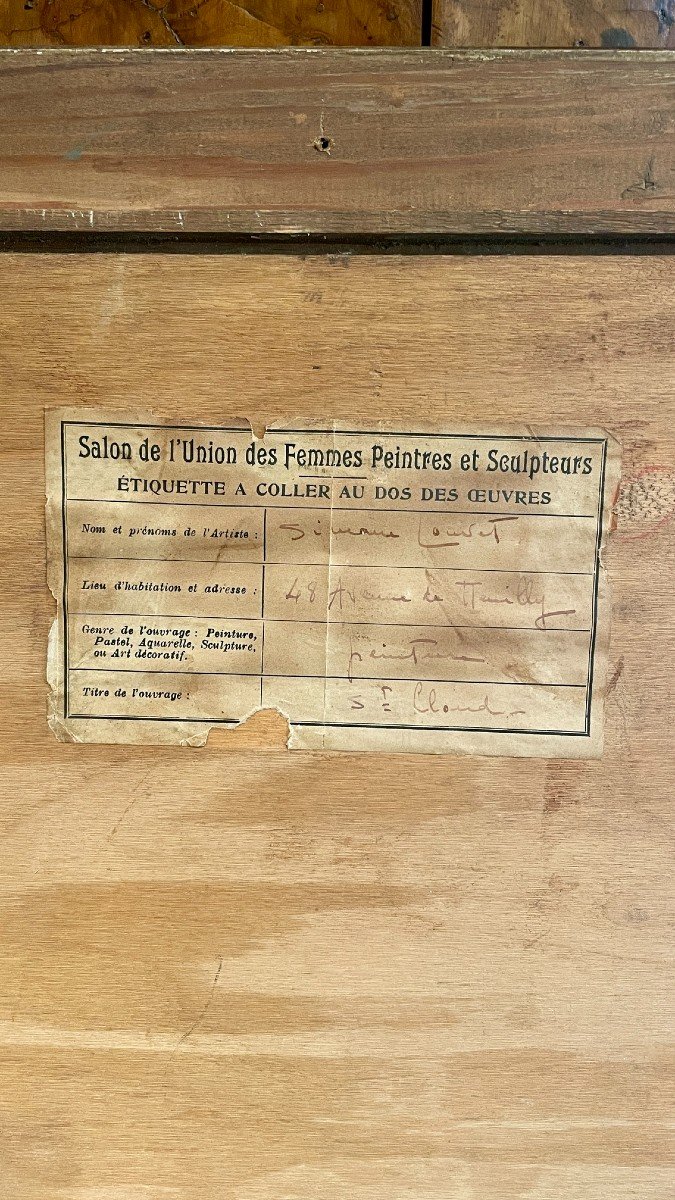 Salon de l'Union des Femmes Peintres et Sculpteurs
ÉTIQUETTE A COLLER AU DOS DES ŒUVRES
Nom et prénoms de l'Artiste : Simone Louvet
Lieu d'habitation et adresse : 48 Avenue de Neuilly
Genre de l'ouvrage : Peinture,
Pastel, Aquarelle, Sculpture,
ou Art décoratif. peinture
Titre de l'ouvrage : St Cloud